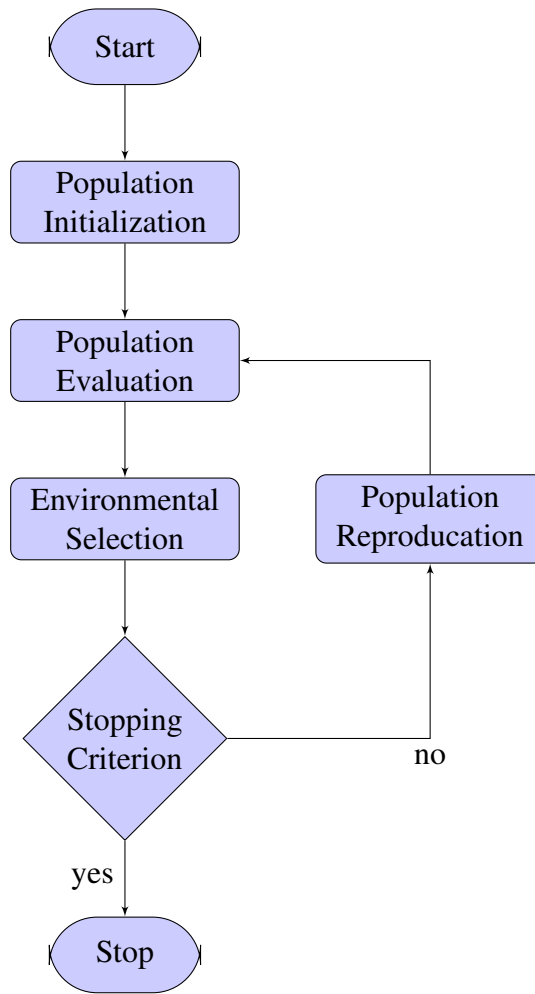 Start
Population
Initialization
Population
Evaluation
Environmental
Selection
Population
Reproducation
Stopping
Criterion
no
yes
Stop